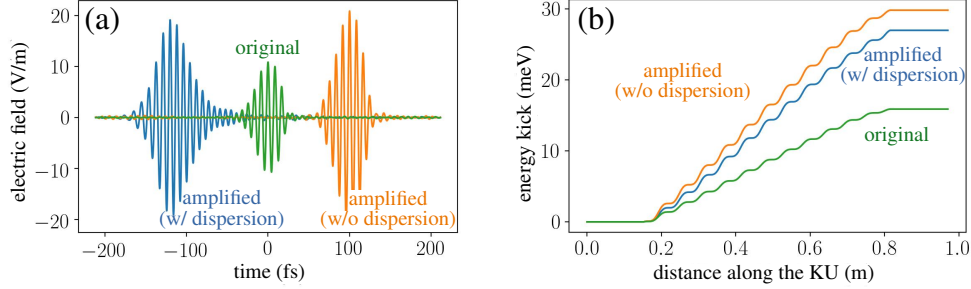 (a)
original
amplified
(w/ dispersion)
amplified
(w/o dispersion)
20
10
0
−10
−20
electric field (V/m)
−200
−100
0
100
200
time (fs)
(b)
amplified
(w/o dispersion)
amplified
(w/ dispersion)
original
30
20
10
0
energy kick (meV)
0.0
0.2
0.4
0.6
0.8
1.0
distance along the KU (m)